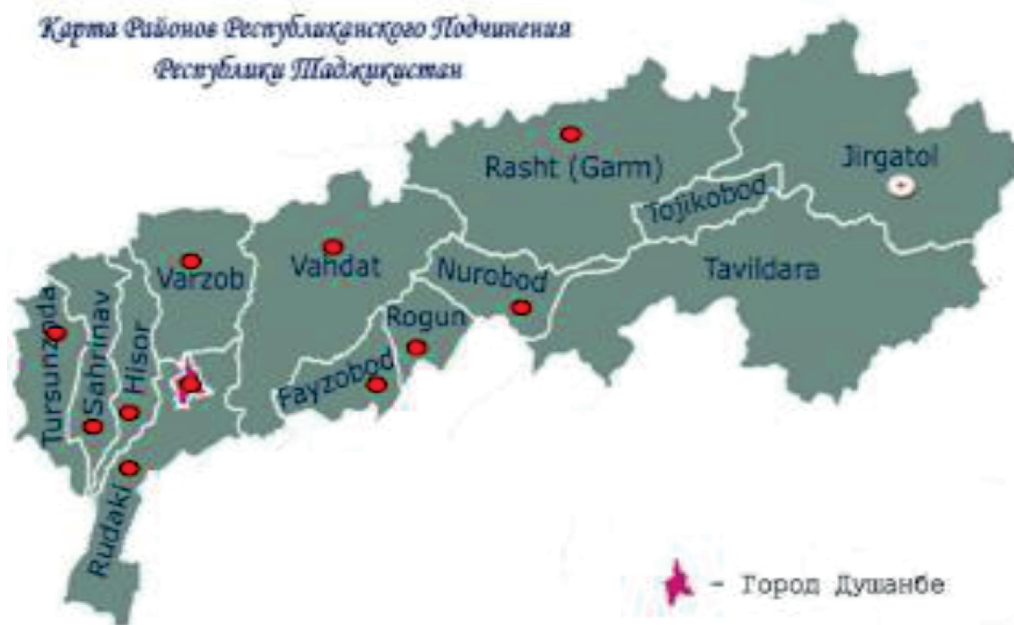 Карта Районов Республиканского Подчинения
Республики Таджикистан
Jirgatol
Rasht (Garm)
Tojikobod
Tavildara
Nurobod
Vahdat
Varzob
Rogun
Fayzobod
Hisor
Sahrinav
Tursunzoda
Rudaki
- Город Душанбе